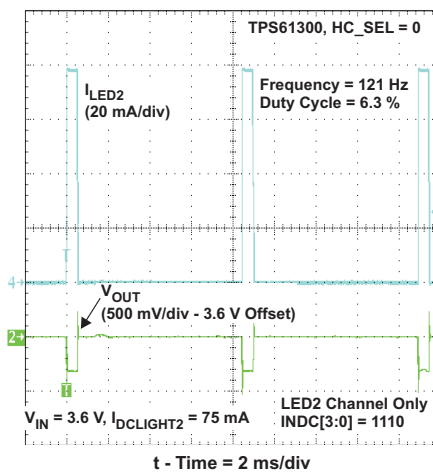 TPS61300, HC_SEL = 0
I_LED2
(20 mA/div)
Frequency = 121 Hz
Duty Cycle = 6.3 %
T
4
V_OUT
(500 mV/div - 3.6 V Offset)
2
T
LED2 Channel Only
V_IN = 3.6 V, I_DCLIGHT2 = 75 mA
INDC[3:0] = 1110
t - Time = 2 ms/div